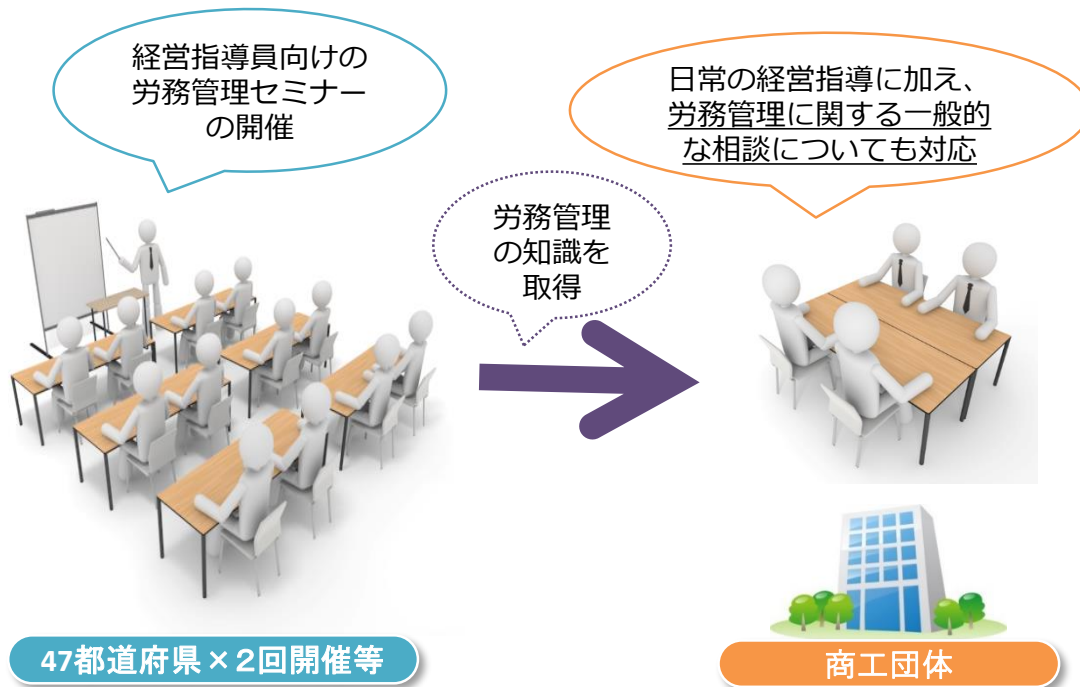 経営指導員向けの
労務管理セミナー
の開催
日常の経営指導に加え、
労務管理に関する一般的
な相談についても対応
労務管理
の知識を
取得
47都道府県×2回開催等
商工団体